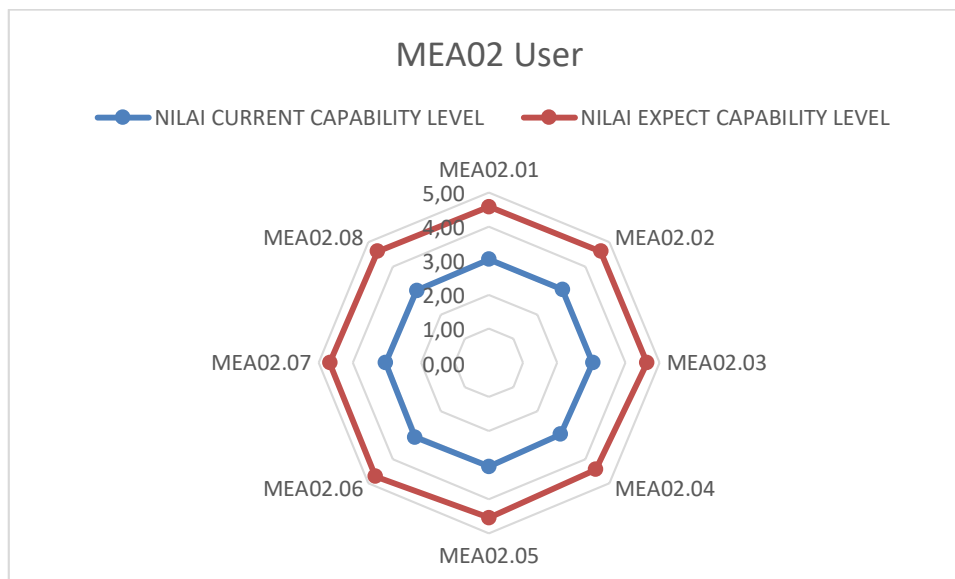 MEA02 User
NILAI CURRENT CAPABILITY LEVEL
NILAI EXPECT CAPABILITY LEVEL
MEA02.01
5,00
4,00
3,00
2,00
1,00
0,00
MEA02.02
MEA02.03
MEA02.04
MEA02.05
MEA02.06
MEA02.07
MEA02.08